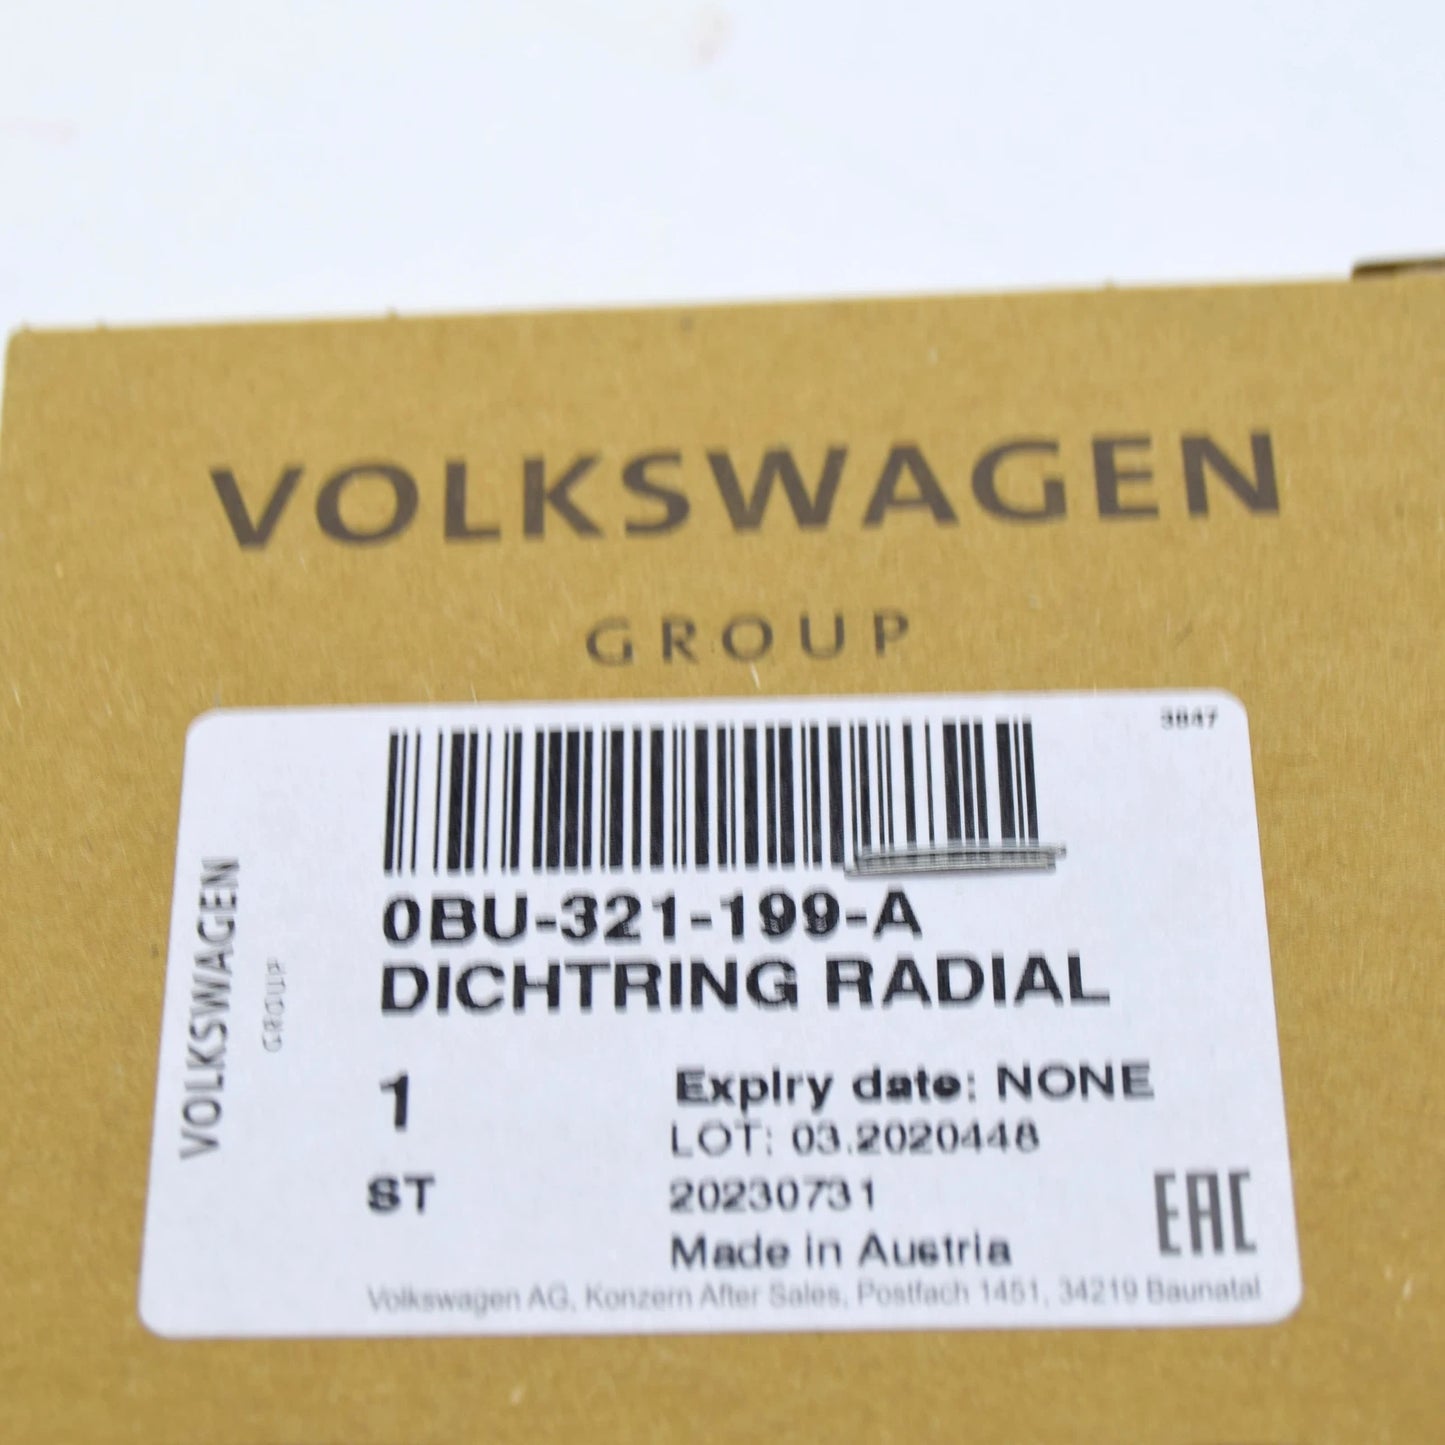 VOLKSWAGEN
GROUP
3847
0BU-321-199-A
DICHTRING RADIAL
1
Expiry date: NONE
LOT: 03.2020448
ST
20230731
Made in Austria
EAC
Volkswagen AG, Konzern After Sales, Postfach 1451, 34219 Baunatal
VOLKSWAGEN
GROUP